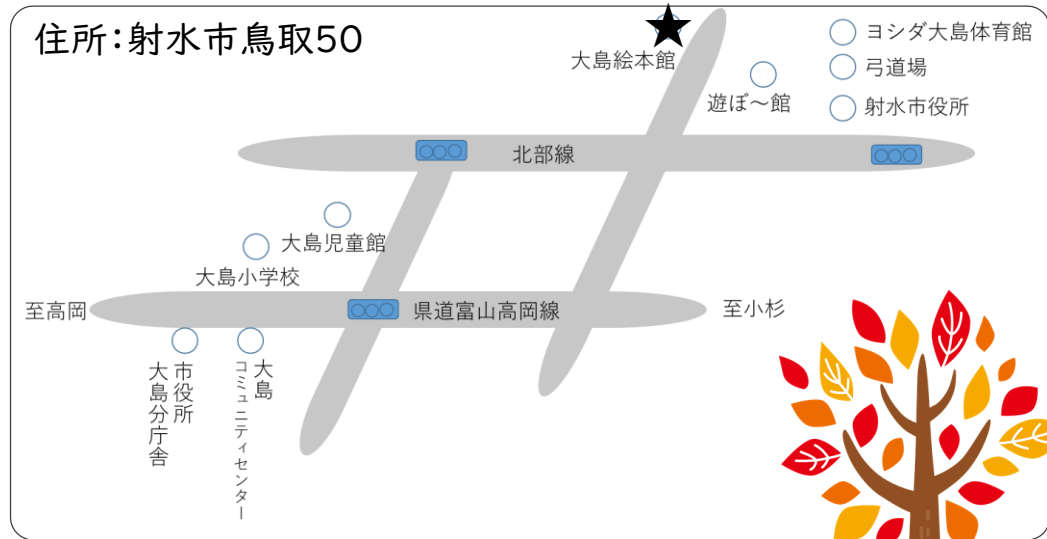 住所：射水市鳥取50
大島絵本館
ヨシダ大島体育館
弓道場
遊ぼ～館
射水市役所
北部線
大島児童館
大島小学校
至高岡
県道富山高岡線
至小杉
市役所
大島分庁舎
大島
コミュニティセンター